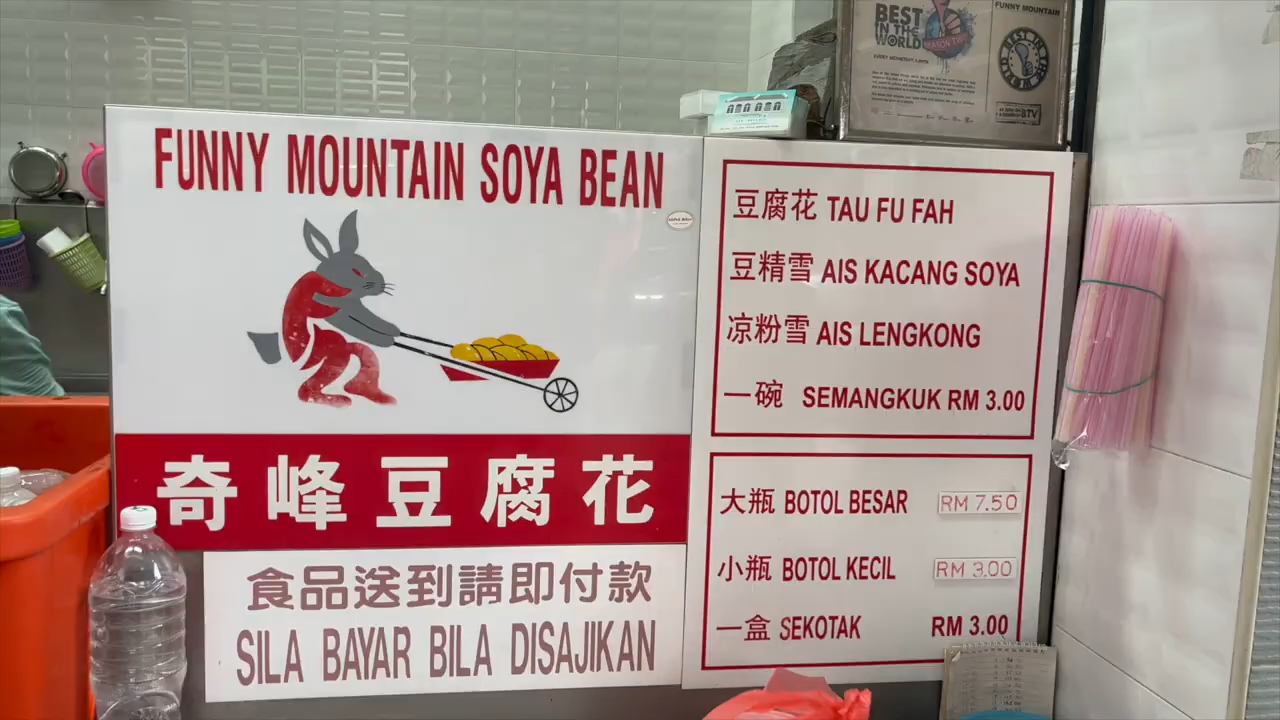 FUNNY MOUNTAIN SOYA BEAN
奇峰豆腐花
食品送到請即付款
SILA BAYAR BILA DISAJIKAN
BEST
IN THE
WORLD
SEASON TWO
FUNNY MOUNTAIN
豆腐花 TAU FU FAH
豆精雪 AIS KACANG SOYA
凉粉雪 AIS LENGKONG
一碗 SEMANGKUK RM 3.00
大瓶 BOTOL BESAR RM 7.50
小瓶 BOTOL KECIL RM 3.00
一盒 SEKOTAK RM 3.00